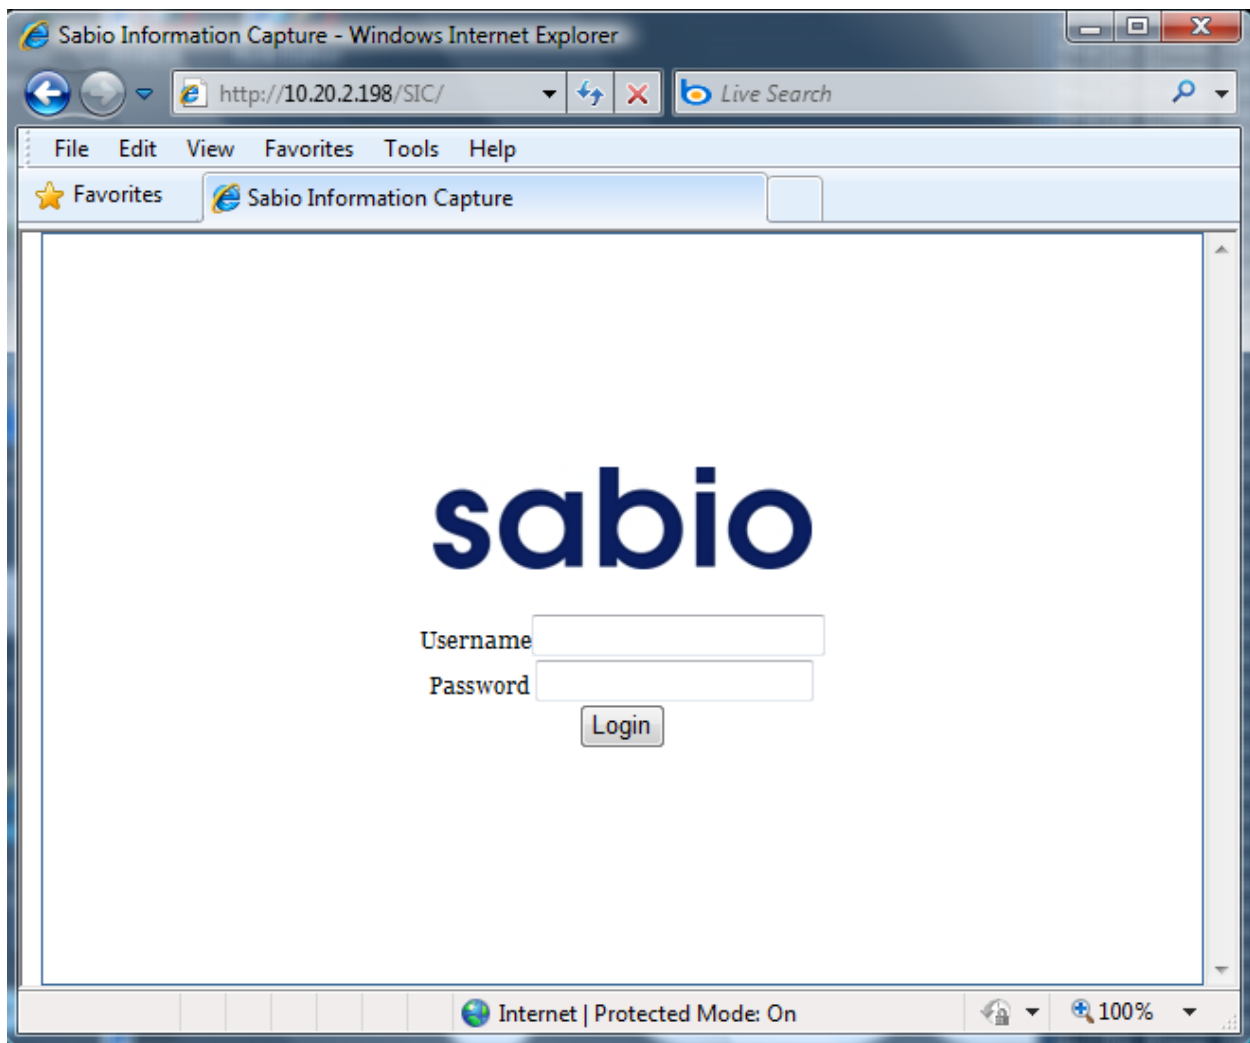 Sabio Information Capture - Windows Internet Explorer
http://10.20.2.198/SIC/ Live Search
File Edit View Favorites Tools Help
Favorites Sabio Information Capture
sabio
Username
Password
Login
Internet | Protected Mode: On 100%